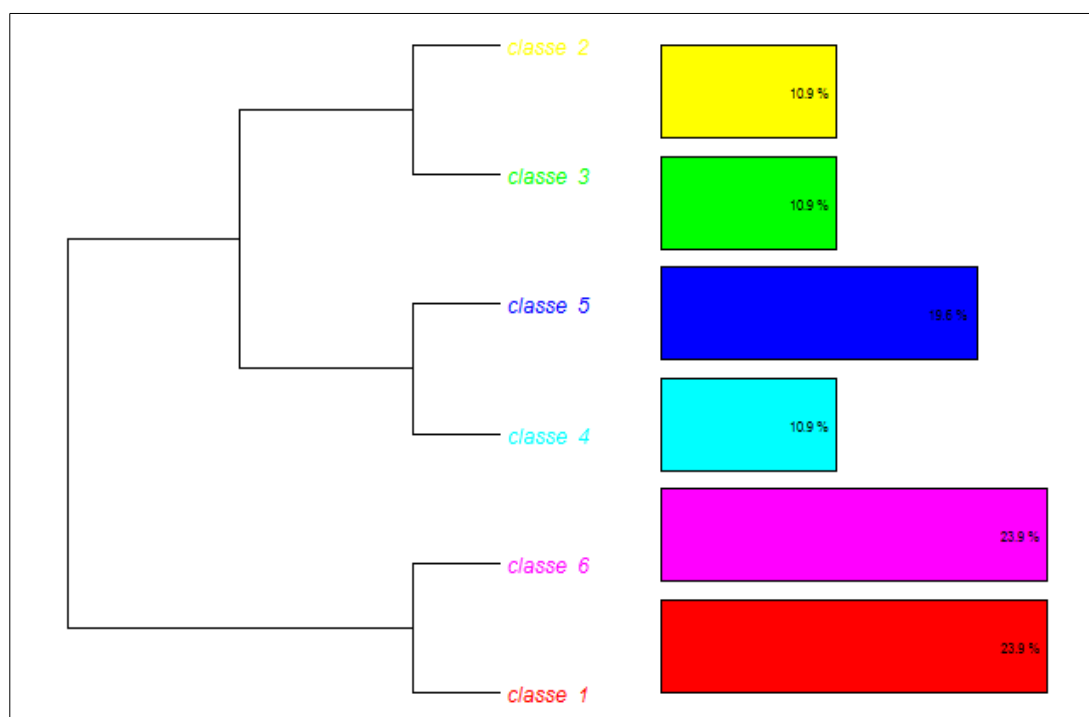 classe 2
10.9 %
classe 3
10.9 %
classe 5
19.6 %
classe 4
10.9 %
classe 6
23.9 %
classe 1
23.9 %